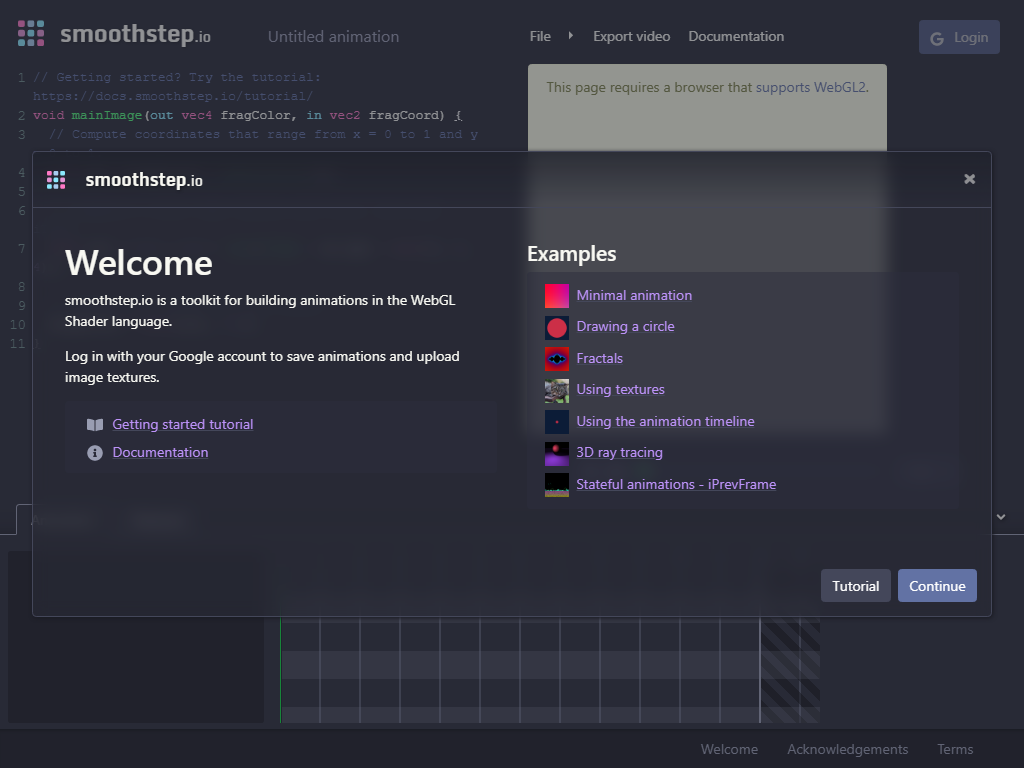 smoothstep.io
Untitled animation
File
Export video
Documentation
Login
1 // Getting started? Try the tutorial:
https://docs.smoothstep.io/tutorial/
2 void mainImage(out vec4 fragColor, in vec2 fragCoord) {
3 // Compute coordinates that range from x = 0 to 1 and y
This page requires a browser that supports WebGL2.
4
5
6
7
8
9
10
11
smoothstep.io
Welcome
smoothstep.io is a toolkit for building animations in the WebGL
Shader language.
Log in with your Google account to save animations and upload
image textures.
Getting started tutorial
Documentation
Examples
Minimal animation
Drawing a circle
Fractals
Using textures
Using the animation timeline
3D ray tracing
Stateful animations - iPrevFrame
Tutorial
Continue
Welcome
Acknowledgements
Terms